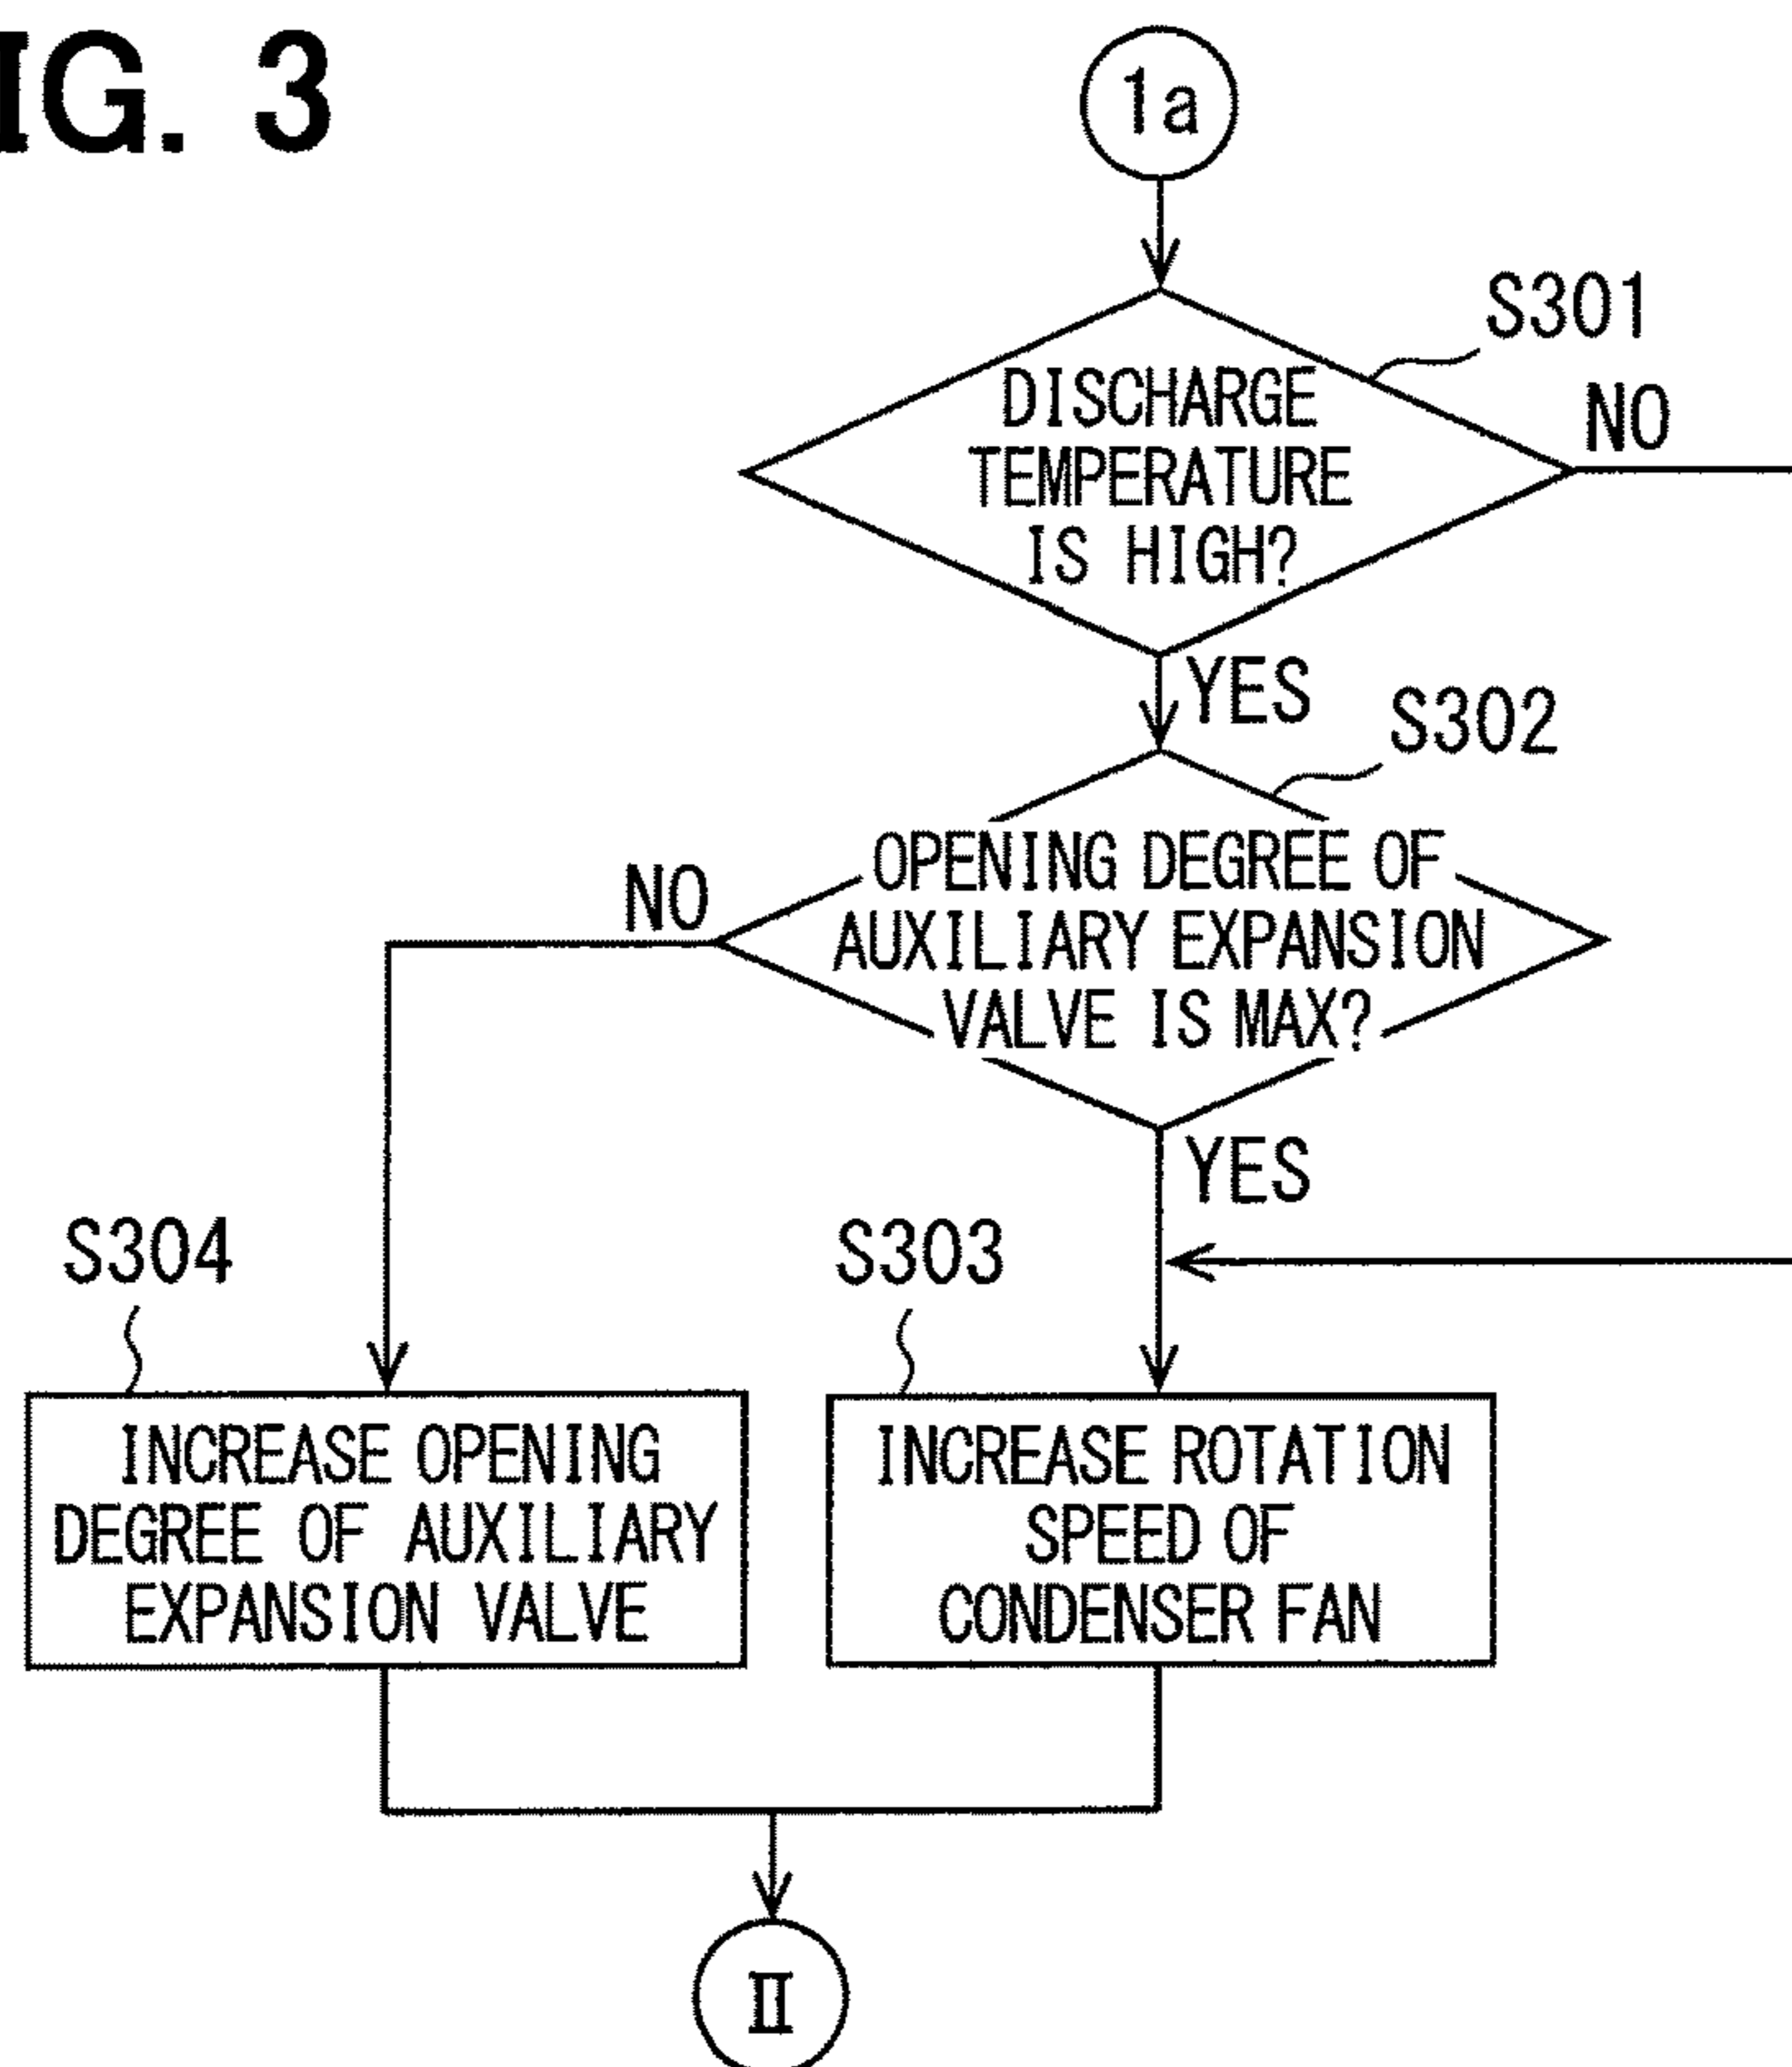 IG. 3
1a
S301
DISCHARGE
TEMPERATURE
IS HIGH?
NO
YES
S302
OPENING DEGREE OF
AUXILIARY EXPANSION
VALVE IS MAX?
NO
YES
S304
S303
INCREASE OPENING
DEGREE OF AUXILIARY
EXPANSION VALVE
INCREASE ROTATION
SPEED OF
CONDENSER FAN
II